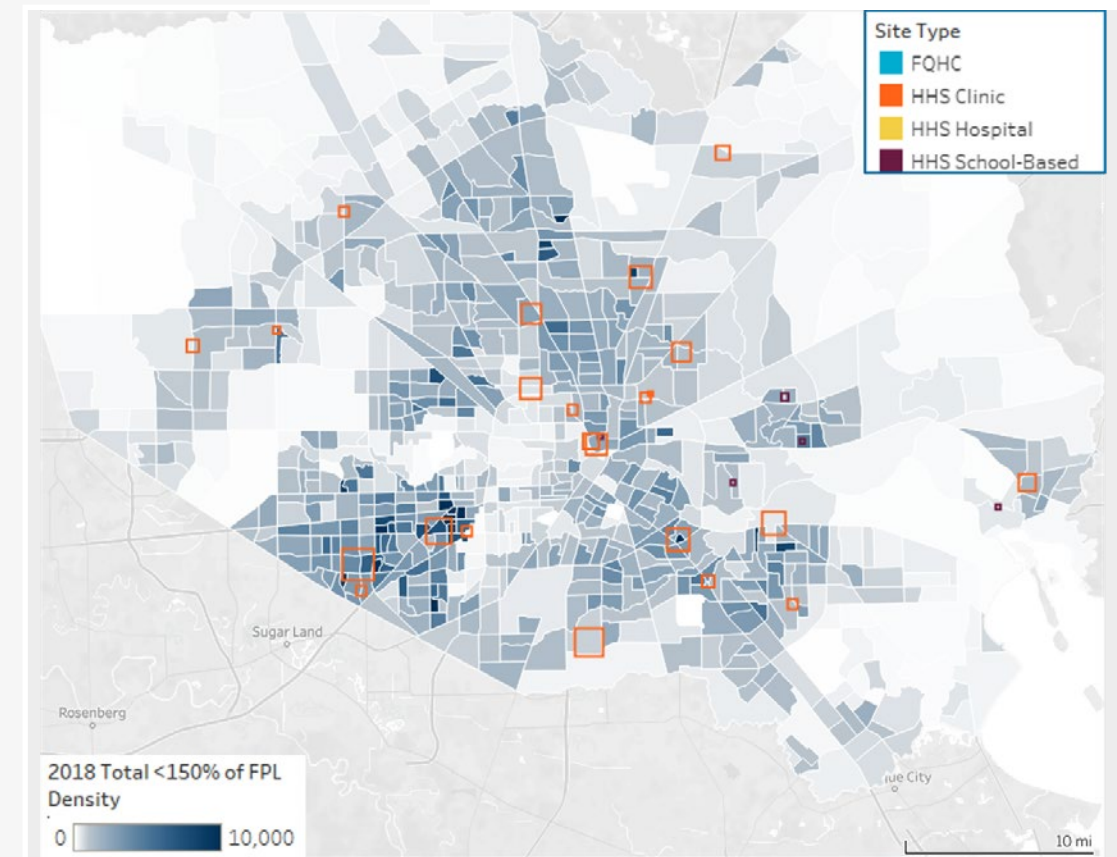 Site Type
FQHC
HHS Clinic
HHS Hospital
HHS School-Based
Sugar Land
Rosenberg
2018 Total <150% of FPL
Density
0 10,000
City
10 mi